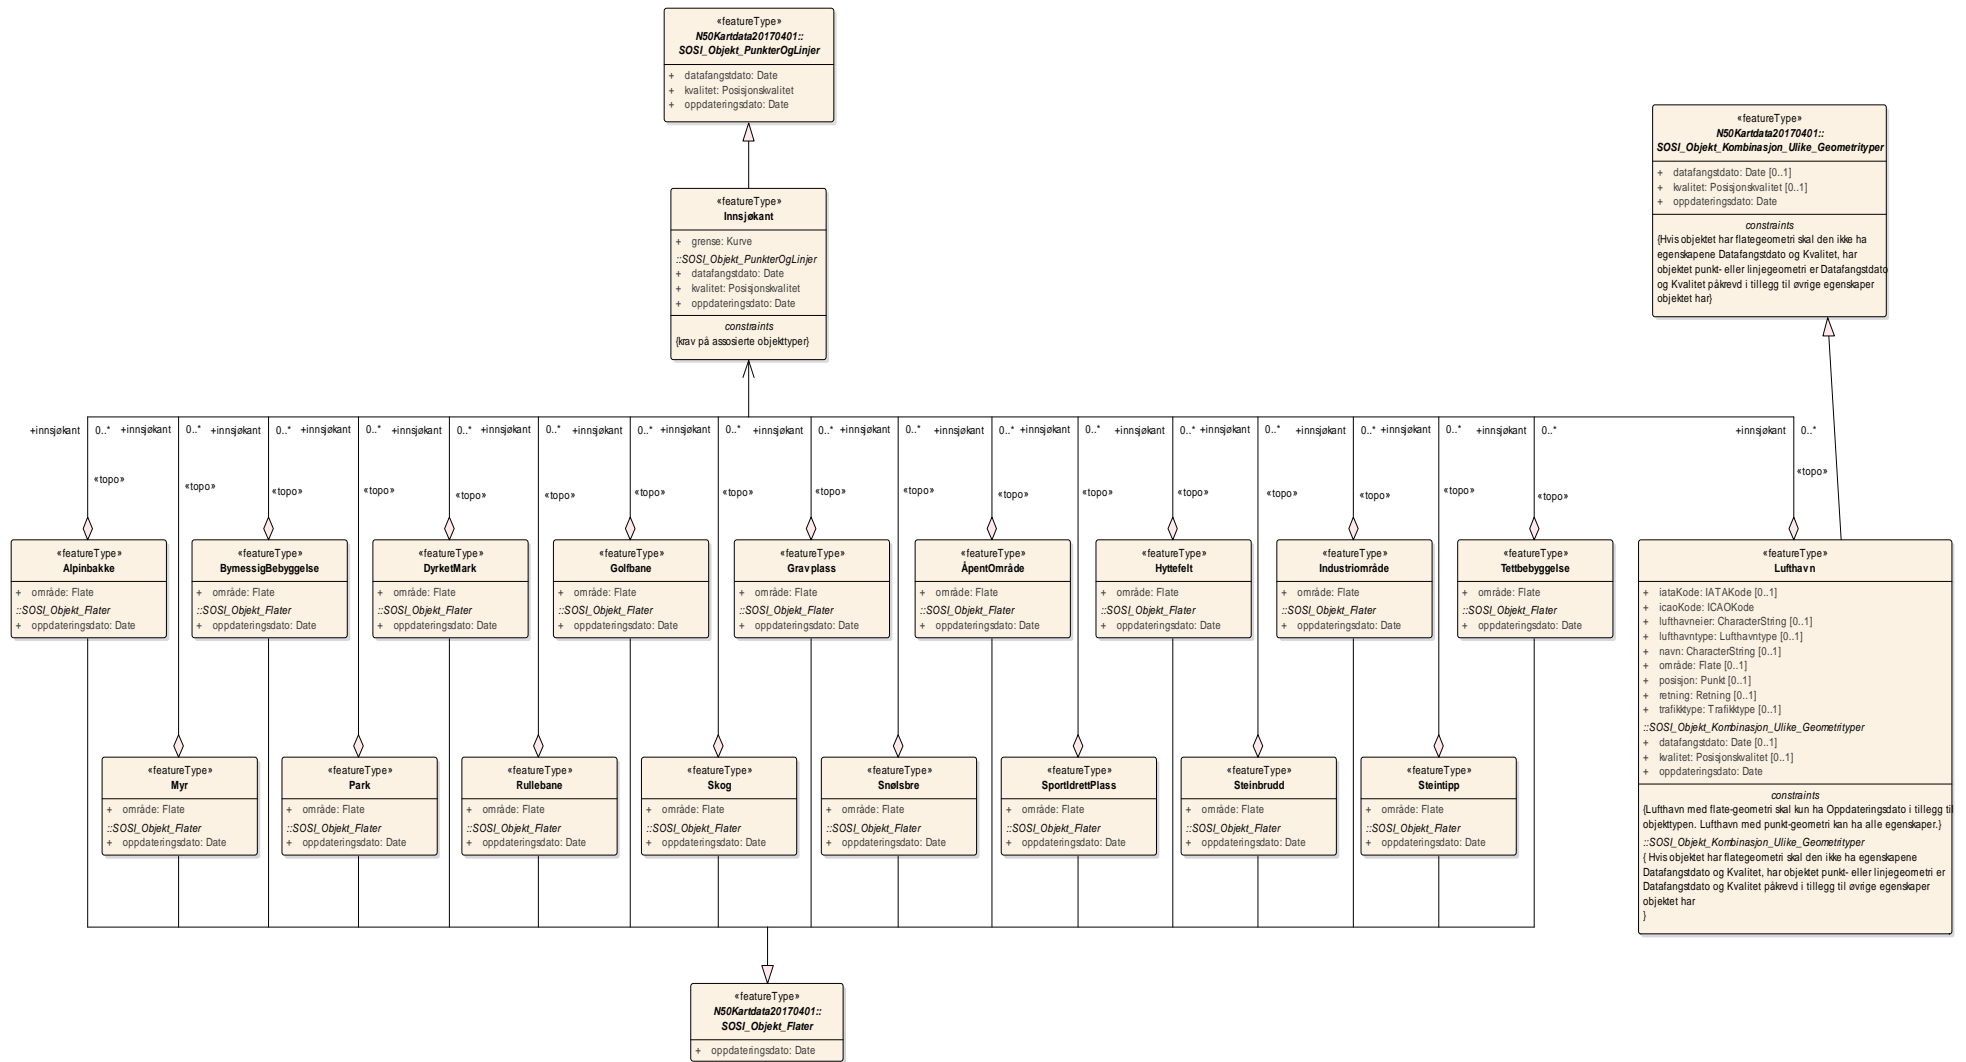 «featureType»
N50Kartdata20170401::
SOSI_Objekt_PunkterOgLinjer
+ datafangstdato: Date
+ kvalitet: Posisjonskvalitet
+ oppdateringsdato: Date
«featureType»
N50Kartdata20170401::
SOSI_Objekt_Kombinasjon_Ulike_Geometrityper
+ datafangstdato: Date [0..1]
+ kvalitet: Posisjonskvalitet [0..1]
+ oppdateringsdato: Date
constraints
{Hvis objektet har flategeometri skal den ikke ha
egenskapene Datafangstdato og Kvalitet, har
objektet punkt- eller linjegeometri er Datafangstdato
og Kvalitet påkrevd i tillegg til øvrige egenskaper
objektet har}
«featureType»
Innsjøkant
+ grense: Kurve
::SOSI_Objekt_PunkterOgLinjer
+ datafangstdato: Date
+ kvalitet: Posisjonskvalitet
+ oppdateringsdato: Date
constraints
{krav på assosierte objekttyper}
+innsjøkant 0..* +innsjøkant 0..* +innsjøkant 0..* +innsjøkant 0..* +innsjøkant 0..* +innsjøkant 0..* +innsjøkant 0..* +innsjøkant 0..* +innsjøkant 0..* +innsjøkant 0..* +innsjøkant 0..* +innsjøkant 0..* +innsjøkant 0..* +innsjøkant 0..* +innsjøkant 0..* +innsjøkant 0..* +innsjøkant 0..* +innsjøkant 0..*
«topo» «topo» «topo» «topo» «topo» «topo» «topo» «topo» «topo» «topo» «topo» «topo» «topo» «topo» «topo» «topo» «topo» «topo»
«featureType»
Alpinbakke
+ område: Flate
::SOSI_Objekt_Flater
+ oppdateringsdato: Date
«featureType»
BymessigBebyggelse
+ område: Flate
::SOSI_Objekt_Flater
+ oppdateringsdato: Date
«featureType»
DyrketMark
+ område: Flate
::SOSI_Objekt_Flater
+ oppdateringsdato: Date
«featureType»
Golfbane
+ område: Flate
::SOSI_Objekt_Flater
+ oppdateringsdato: Date
«featureType»
Gravplass
+ område: Flate
::SOSI_Objekt_Flater
+ oppdateringsdato: Date
«featureType»
ÅpentOmråde
+ område: Flate
::SOSI_Objekt_Flater
+ oppdateringsdato: Date
«featureType»
Hyttefelt
+ område: Flate
::SOSI_Objekt_Flater
+ oppdateringsdato: Date
«featureType»
Industriområde
+ område: Flate
::SOSI_Objekt_Flater
+ oppdateringsdato: Date
«featureType»
Tettbebyggelse
+ område: Flate
::SOSI_Objekt_Flater
+ oppdateringsdato: Date
«featureType»
Lufthavn
+ iataKode: IATAKode [0..1]
+ icaoKode: ICAOKode
+ lufthavneier: CharacterString [0..1]
+ lufthavntype: Lufthavntype [0..1]
+ navn: CharacterString [0..1]
+ område: Flate [0..1]
+ posisjon: Punkt [0..1]
+ retning: Retning [0..1]
+ trafikktype: Trafikktype [0..1]
::SOSI_Objekt_Kombinasjon_Ulike_Geometrityper
+ datafangstdato: Date [0..1]
+ kvalitet: Posisjonskvalitet [0..1]
+ oppdateringsdato: Date
constraints
{Lufthavn med flate-geometri skal kun ha Oppdateringsdato i tillegg til
objekttypen. Lufthavn med punkt-geometri kan ha alle egenskaper.}
::SOSI_Objekt_Kombinasjon_Ulike_Geometrityper
{ Hvis objektet har flategeometri skal den ikke ha egenskapene
Datafangstdato og Kvalitet, har objektet punkt- eller linjegeometri er
Datafangstdato og Kvalitet påkrevd i tillegg til øvrige egenskaper
objektet har
}
«featureType»
Myr
+ område: Flate
::SOSI_Objekt_Flater
+ oppdateringsdato: Date
«featureType»
Park
+ område: Flate
::SOSI_Objekt_Flater
+ oppdateringsdato: Date
«featureType»
Rullebane
+ område: Flate
::SOSI_Objekt_Flater
+ oppdateringsdato: Date
«featureType»
Skog
+ område: Flate
::SOSI_Objekt_Flater
+ oppdateringsdato: Date
«featureType»
SnøIsbre
+ område: Flate
::SOSI_Objekt_Flater
+ oppdateringsdato: Date
«featureType»
SportIdrettPlass
+ område: Flate
::SOSI_Objekt_Flater
+ oppdateringsdato: Date
«featureType»
Steinbrudd
+ område: Flate
::SOSI_Objekt_Flater
+ oppdateringsdato: Date
«featureType»
Steintipp
+ område: Flate
::SOSI_Objekt_Flater
+ oppdateringsdato: Date
«featureType»
N50Kartdata20170401::
SOSI_Objekt_Flater
+ oppdateringsdato: Date